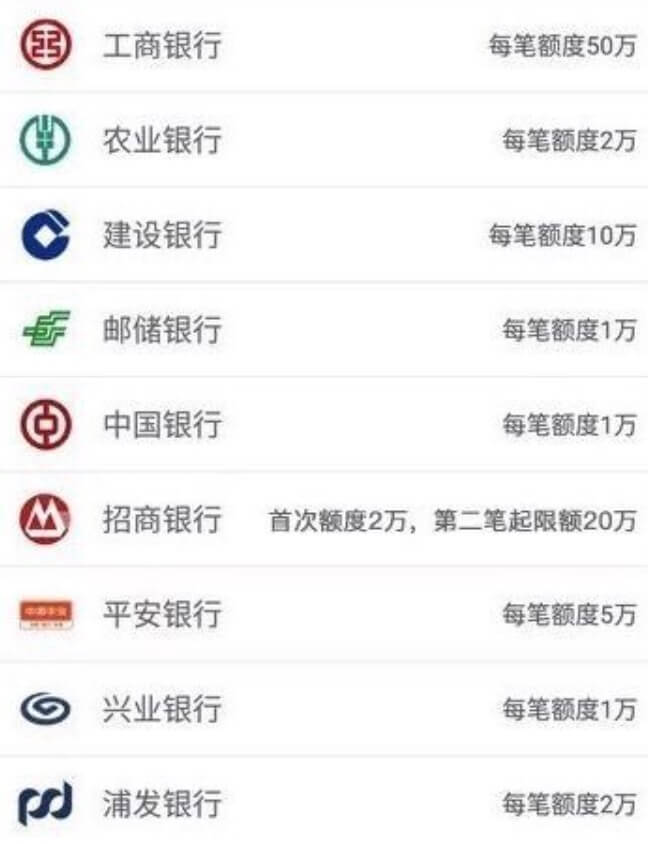 工商银行 每笔额度50万
农业银行 每笔额度2万
建设银行 每笔额度10万
邮储银行 每笔额度1万
中国银行 每笔额度1万
招商银行 首次额度2万，第二笔起限额20万
平安银行 每笔额度5万
兴业银行 每笔额度1万
浦发银行 每笔额度2万